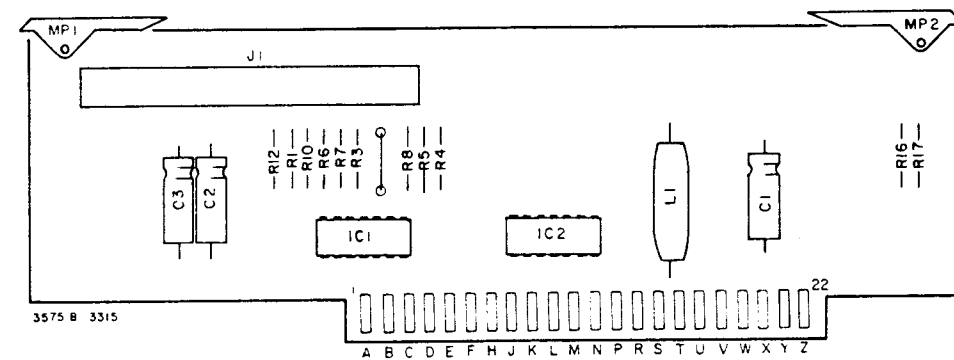 MP1
MP2
J1
R12
R1
R10
R6
R7
R3
R8
R5
R4
R16
R17
C3
C2
L1
C1
IC1
IC2
1
22
3575 B 3315
A B C D E F H J K L M N P R S T U V W X Y Z